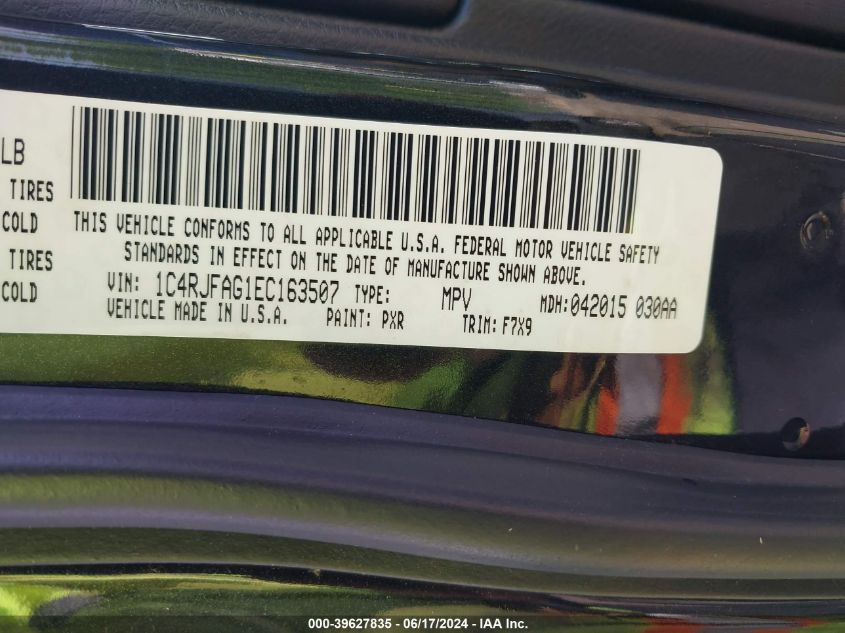 LB
TIRES
COLD
TIRES
COLD
THIS VEHICLE CONFORMS TO ALL APPLICABLE U.S.A. FEDERAL MOTOR VEHICLE SAFETY
STANDARDS IN EFFECT ON THE DATE OF MANUFACTURE SHOWN ABOVE.
VIN: 1C4RJFAG1EC163507 TYPE: MPV MDH: 042015 030AA
VEHICLE MADE IN U.S.A. PAINT: PXR TRIM: F7X9
000-39627835 - 06/17/2024 - IAA Inc.